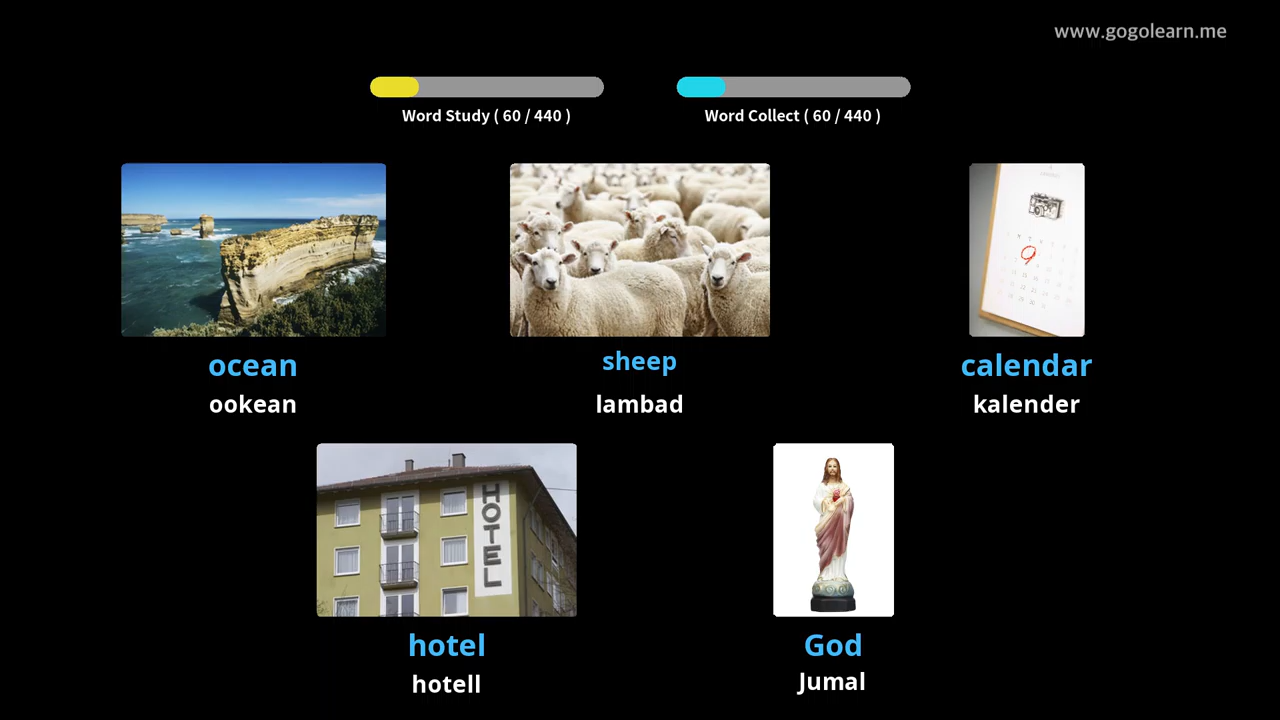 www.gogolearn.me
Word Study ( 60 / 440 )
Word Collect ( 60 / 440 )
ocean
ookean
sheep
lambad
calendar
kalender
HOTEL
hotel
hotell
God
Jumal